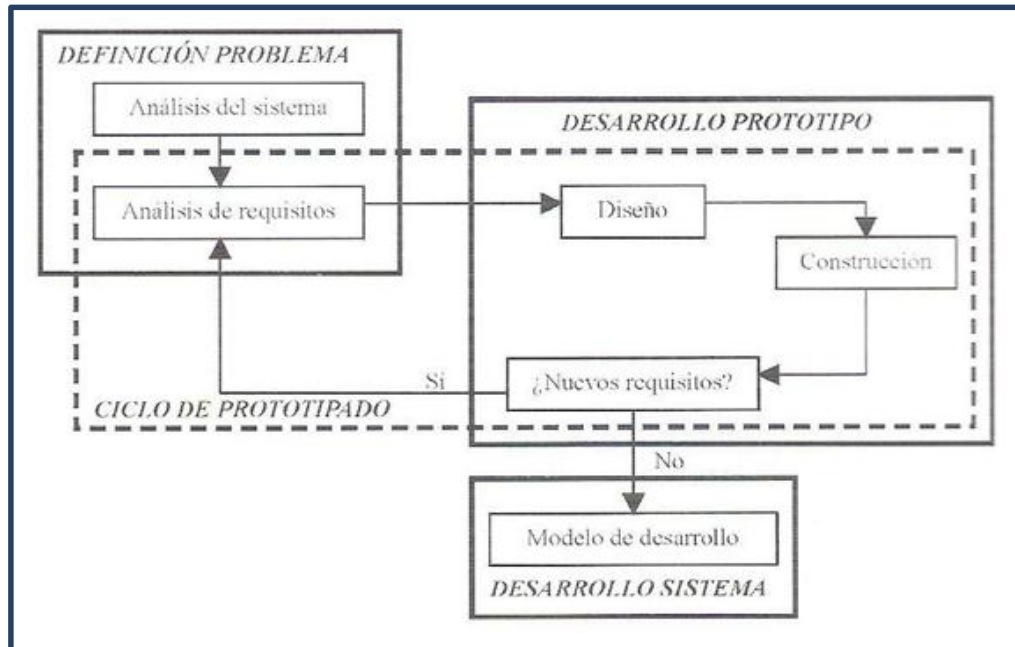 DEFINICIÓN PROBLEMA
Análisis del sistema
Análisis de requisitos
DESARROLLO PROTOTIPO
Diseño
Construcción
¿Nuevos requisitos?
Sí
CICLO DE PROTOTIPADO
No
Modelo de desarrollo
DESARROLLO SISTEMA